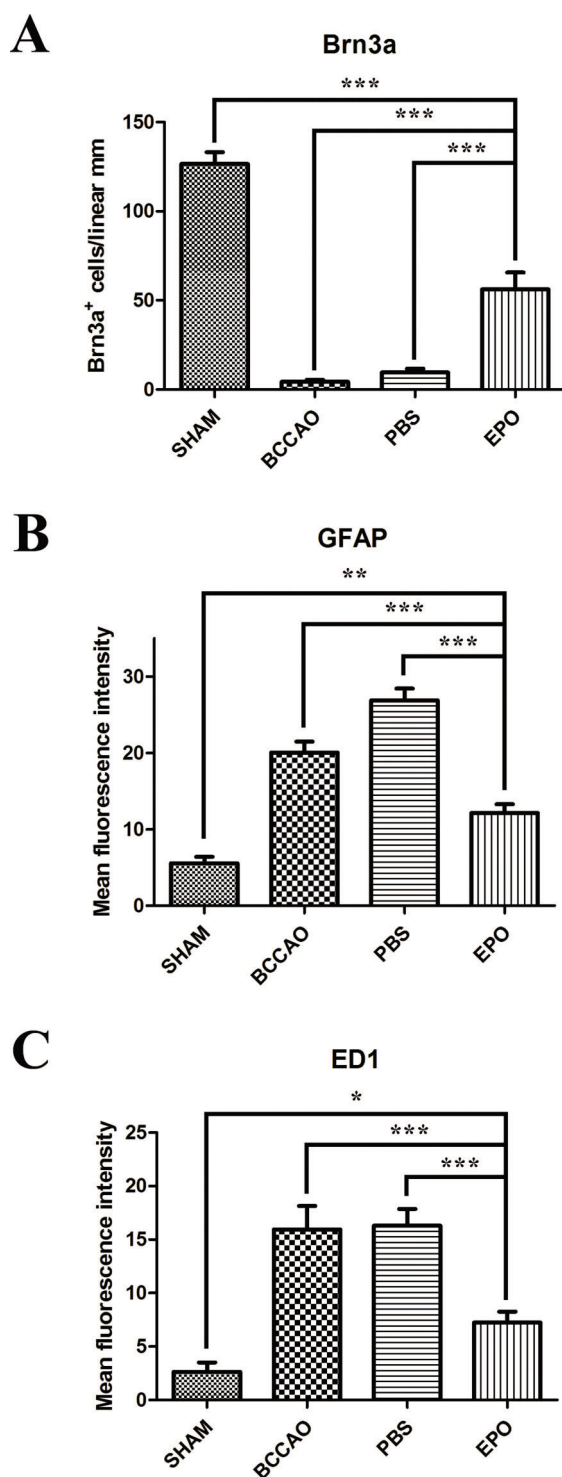 A
Brn3a
***
***
***
Brn3a+ cells/linear mm
150
100
50
0
SHAM
BCCAO
PBS
EPO
B
GFAP
**
***
***
Mean fluorescence intensity
30
20
10
0
SHAM
BCCAO
PBS
EPO
C
ED1
*
***
***
Mean fluorescence intensity
25
20
15
10
5
0
SHAM
BCCAO
PBS
EPO